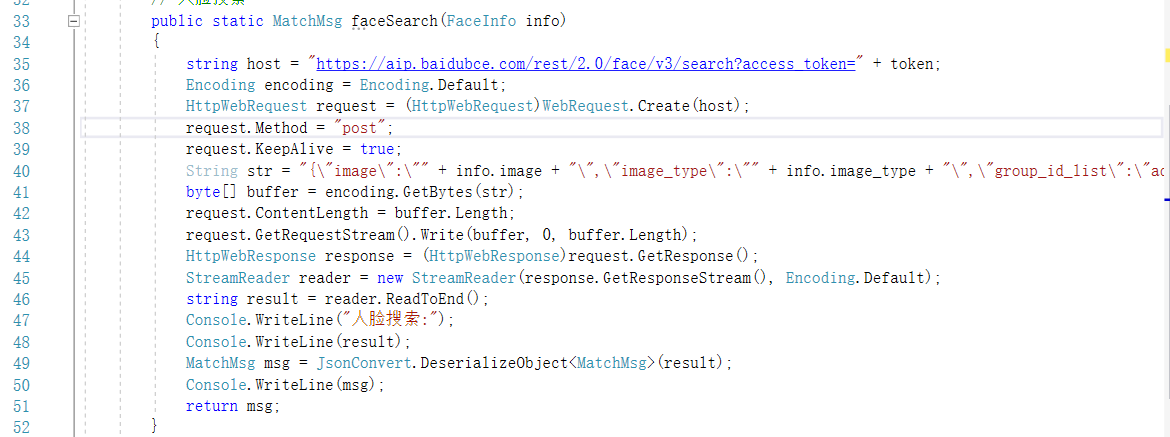 33 public static MatchMsg faceSearch(FaceInfo info)
34 {
35 string host = "https://aip.baidubce.com/rest/2.0/face/v3/search?access_token=" + token;
36 Encoding encoding = Encoding.Default;
37 HttpWebRequest request = (HttpWebRequest)WebRequest.Create(host);
38 request.Method = "post";
39 request.KeepAlive = true;
40 String str = "{\"image\":\"" + info.image + "\",\"image_type\":\"" + info.image_type + "\",\"group_id_list\":\"
41 byte[] buffer = encoding.GetBytes(str);
42 request.ContentLength = buffer.Length;
43 request.GetRequestStream().Write(buffer, 0, buffer.Length);
44 HttpWebResponse response = (HttpWebResponse)request.GetResponse();
45 StreamReader reader = new StreamReader(response.GetResponseStream(), Encoding.Default);
46 string result = reader.ReadToEnd();
47 Console.WriteLine("人脸搜索:");
48 Console.WriteLine(result);
49 MatchMsg msg = JsonConvert.DeserializeObject<MatchMsg>(result);
50 Console.WriteLine(msg);
51 return msg;
52 }